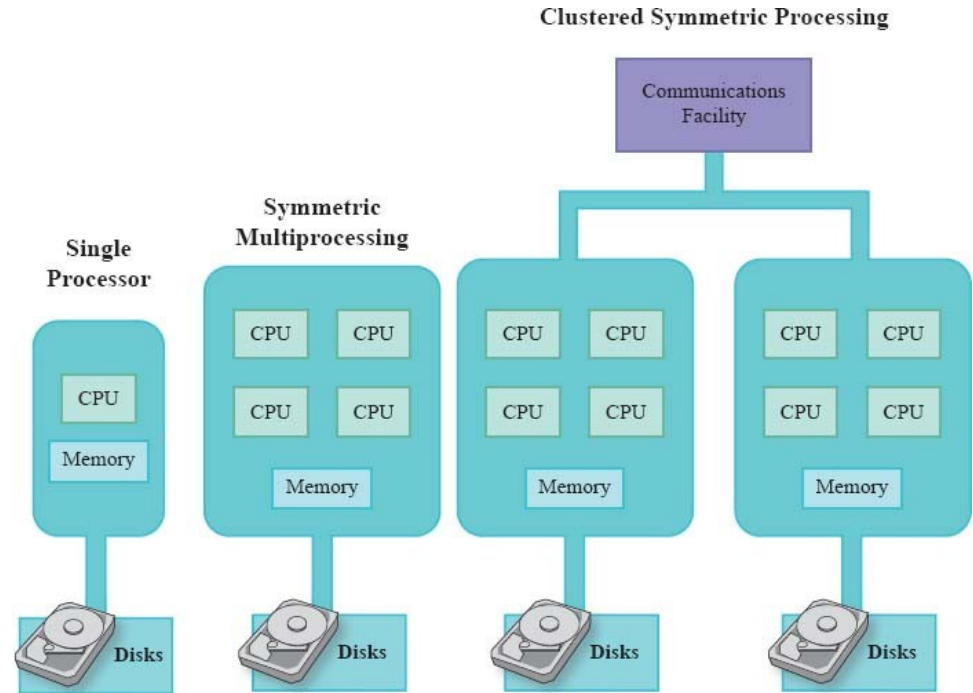 Clustered Symmetric Processing
Communications
Facility
Symmetric
Multiprocessing
Single
Processor
CPU
Memory
CPU CPU
CPU CPU
Memory
CPU CPU
CPU CPU
Memory
CPU CPU
CPU CPU
Memory
Disks
Disks
Disks
Disks